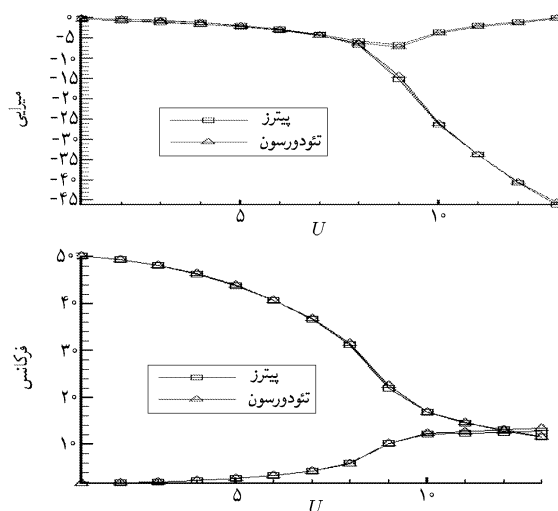 ۰
-۵
-۱۰
-۱۵
-۲۰
-۲۵
-۳۰
-۳۵
-۴۰
-۴۵
میرایی
پیترز
تئودورسون
۵
۱۰
U
۵۰
۴۰
۳۰
۲۰
۱۰
فرکانس
پیترز
تئودورسون
۵
۱۰
U